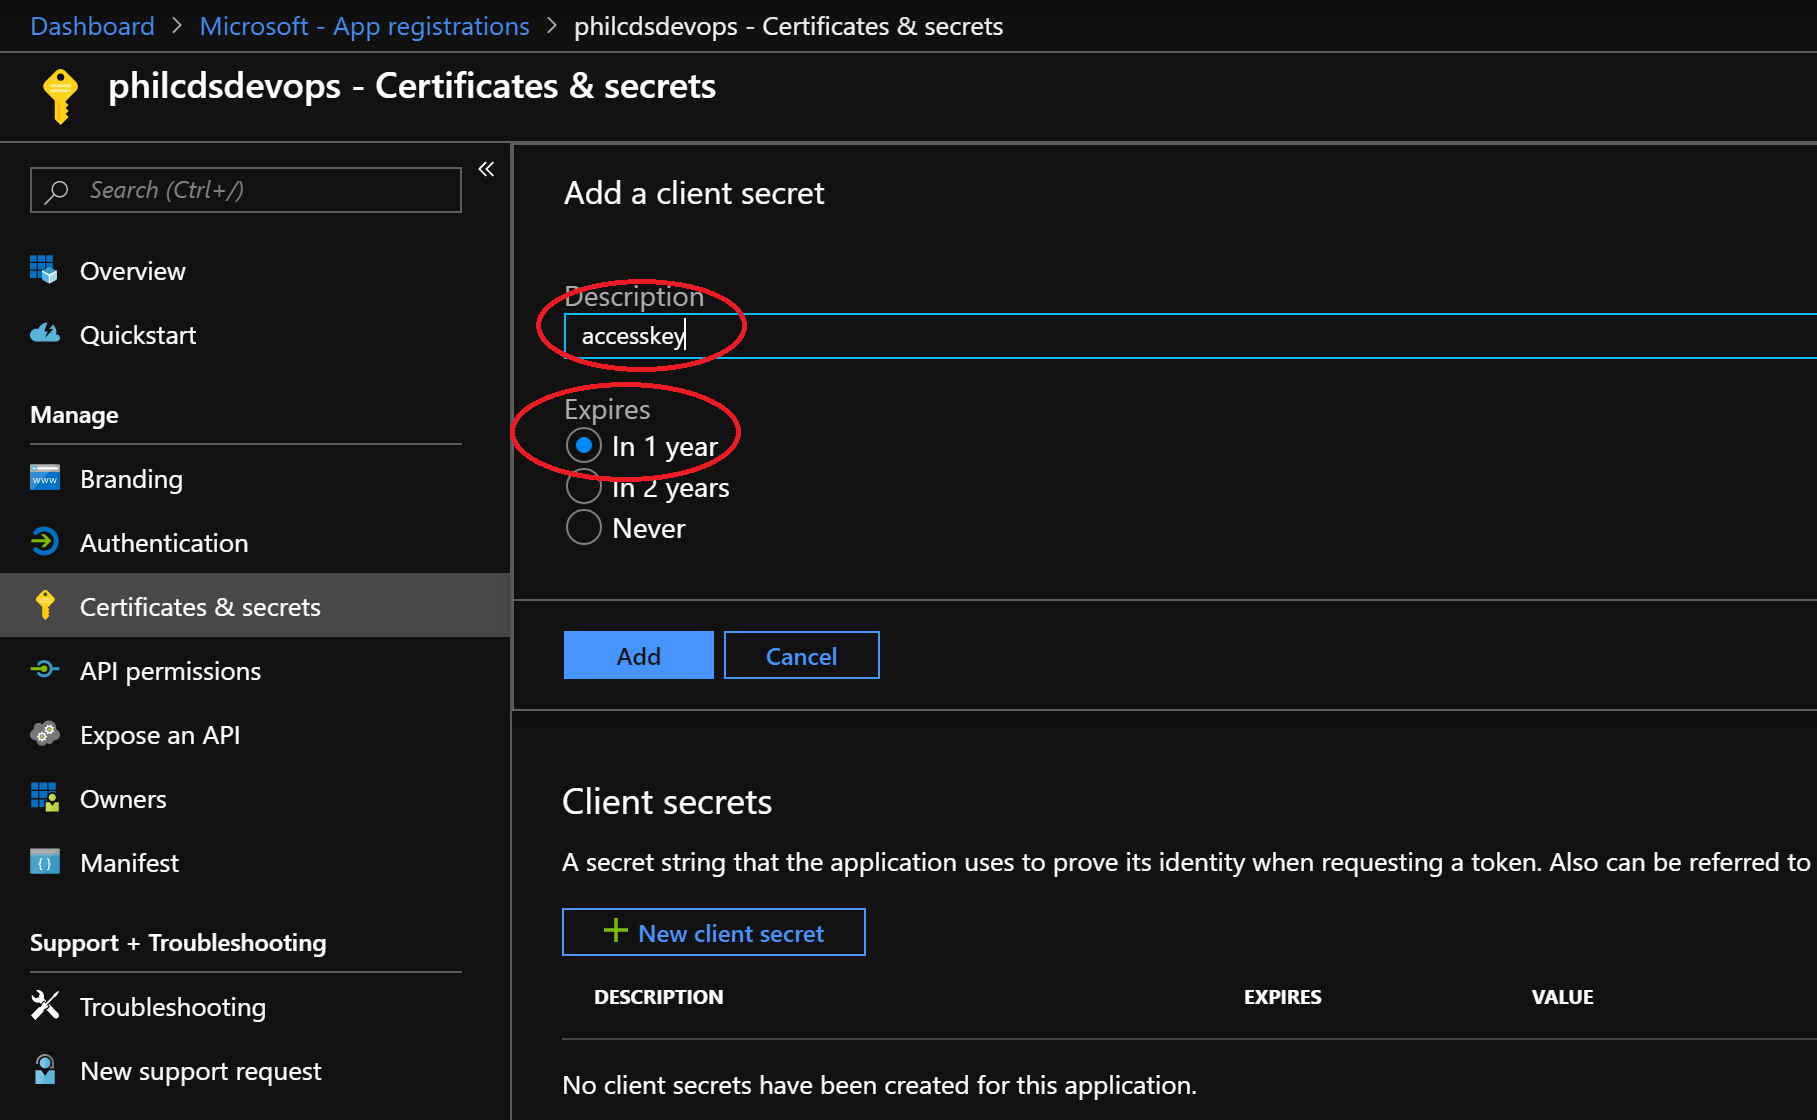 Dashboard > Microsoft - App registrations > philcdsdevops - Certificates & secrets
philcdsdevops - Certificates & secrets
Search (Ctrl+/)
«
Overview
Quickstart
Manage
Branding
www
Authentication
Certificates & secrets
API permissions
Expose an API
Owners
Manifest
Support + Troubleshooting
Troubleshooting
New support request
Add a client secret
Description
accesskey
Expires
In 1 year
In 2 years
Never
Add
Cancel
Client secrets
A secret string that the application uses to prove its identity when requesting a token. Also can be referred to
+ New client secret
DESCRIPTION EXPIRES VALUE
No client secrets have been created for this application.